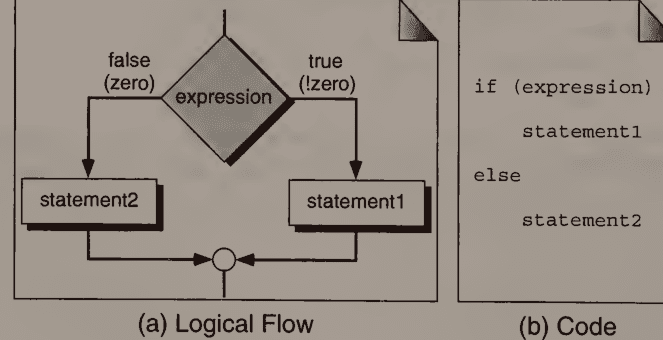 false
(zero)
true
(!zero)
expression
statement2
statement1
(a) Logical Flow
if (expression)
statement1
else
statement2
(b) Code